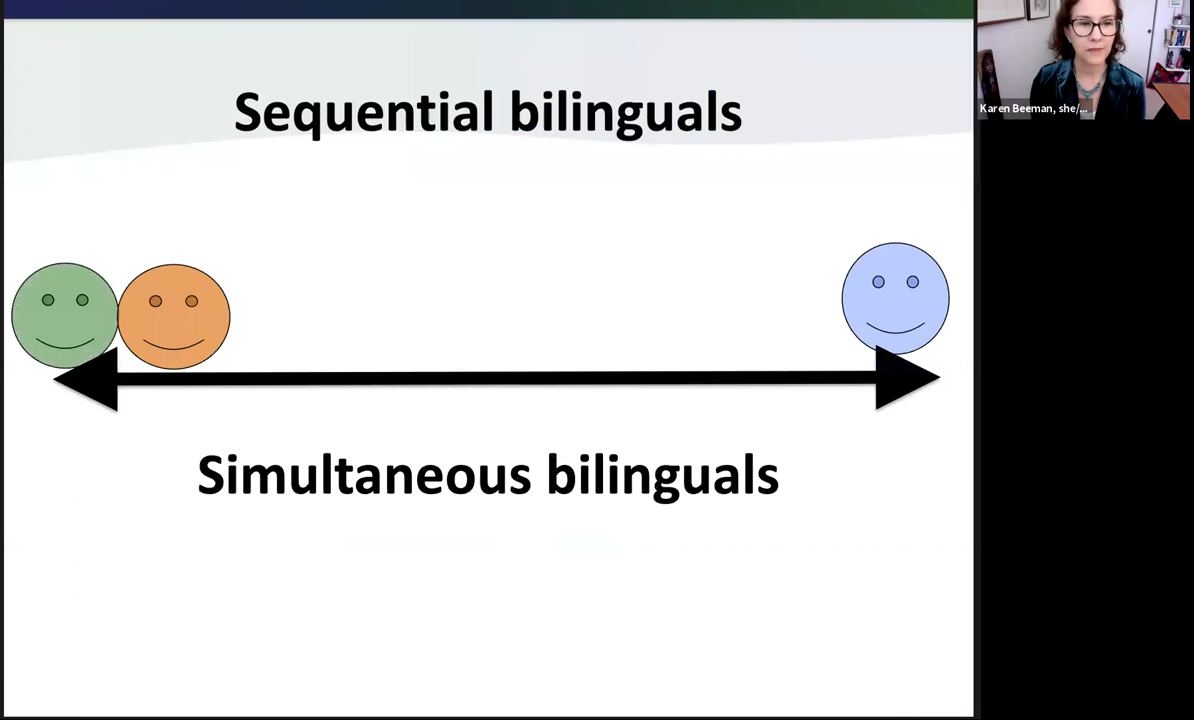 Sequential bilinguals
Karen Beeman, she/...
Simultaneous bilinguals